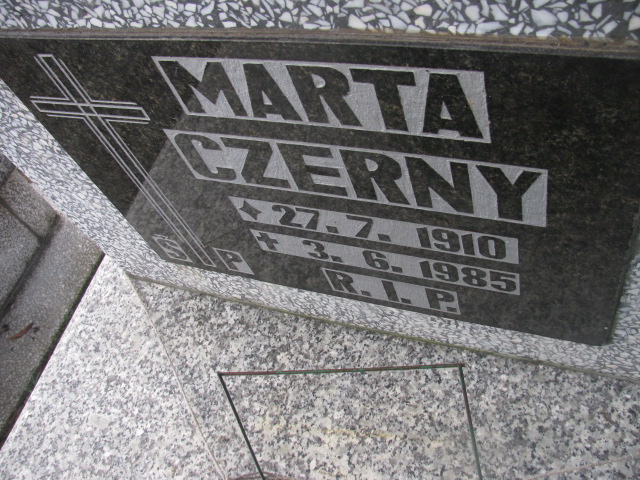 MARTA
CZERNY
✧ 27. 7. 1910
+ 3. 6. 1985
Ś P
R. I. P.